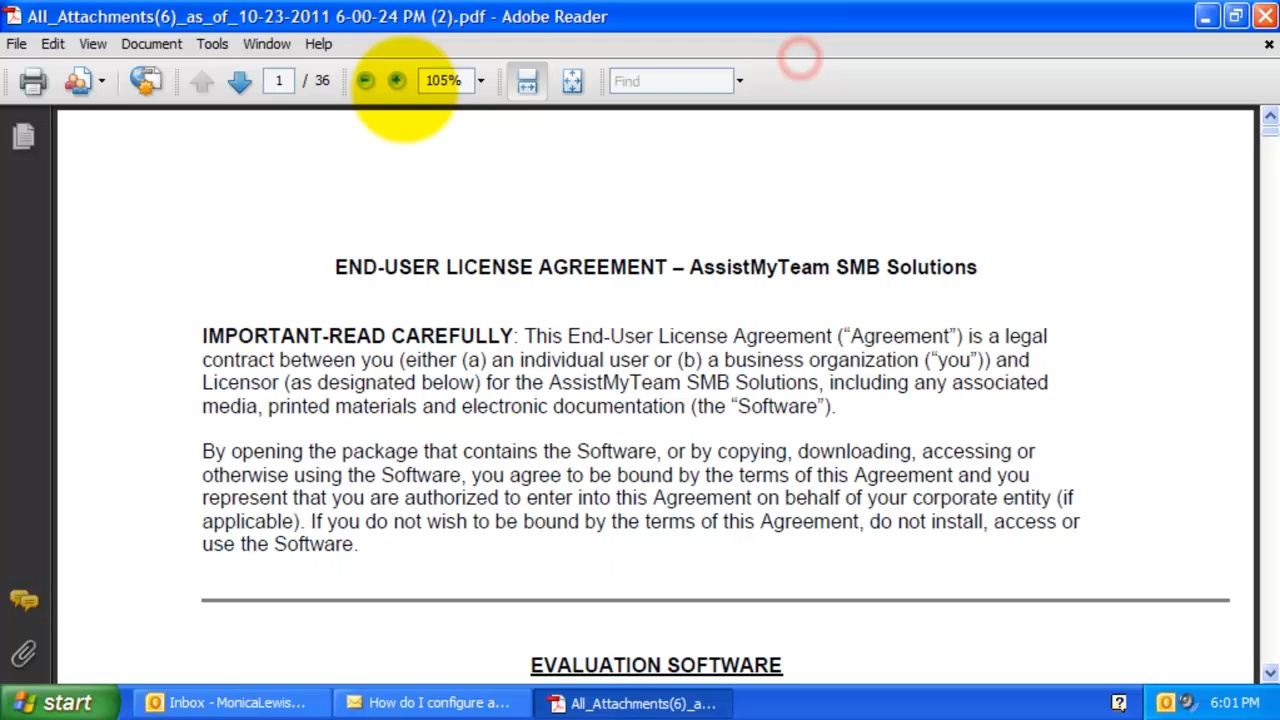 All_Attachments(6)_as_of_10-23-2011 6-00-24 PM (2).pdf - Adobe Reader
File Edit View Document Tools Window Help
1 / 36 105% Find
END-USER LICENSE AGREEMENT – AssistMyTeam SMB Solutions
IMPORTANT-READ CAREFULLY: This End-User License Agreement (“Agreement”) is a legal
contract between you (either (a) an individual user or (b) a business organization (“you”)) and
Licensor (as designated below) for the AssistMyTeam SMB Solutions, including any associated
media, printed materials and electronic documentation (the “Software”).
By opening the package that contains the Software, or by copying, downloading, accessing or
otherwise using the Software, you agree to be bound by the terms of this Agreement and you
represent that you are authorized to enter into this Agreement on behalf of your corporate entity (if
applicable). If you do not wish to be bound by the terms of this Agreement, do not install, access or
use the Software.
EVALUATION SOFTWARE
start Inbox - MonicaLewis... How do I configure a... All_Attachments(6)_a... 6:01 PM